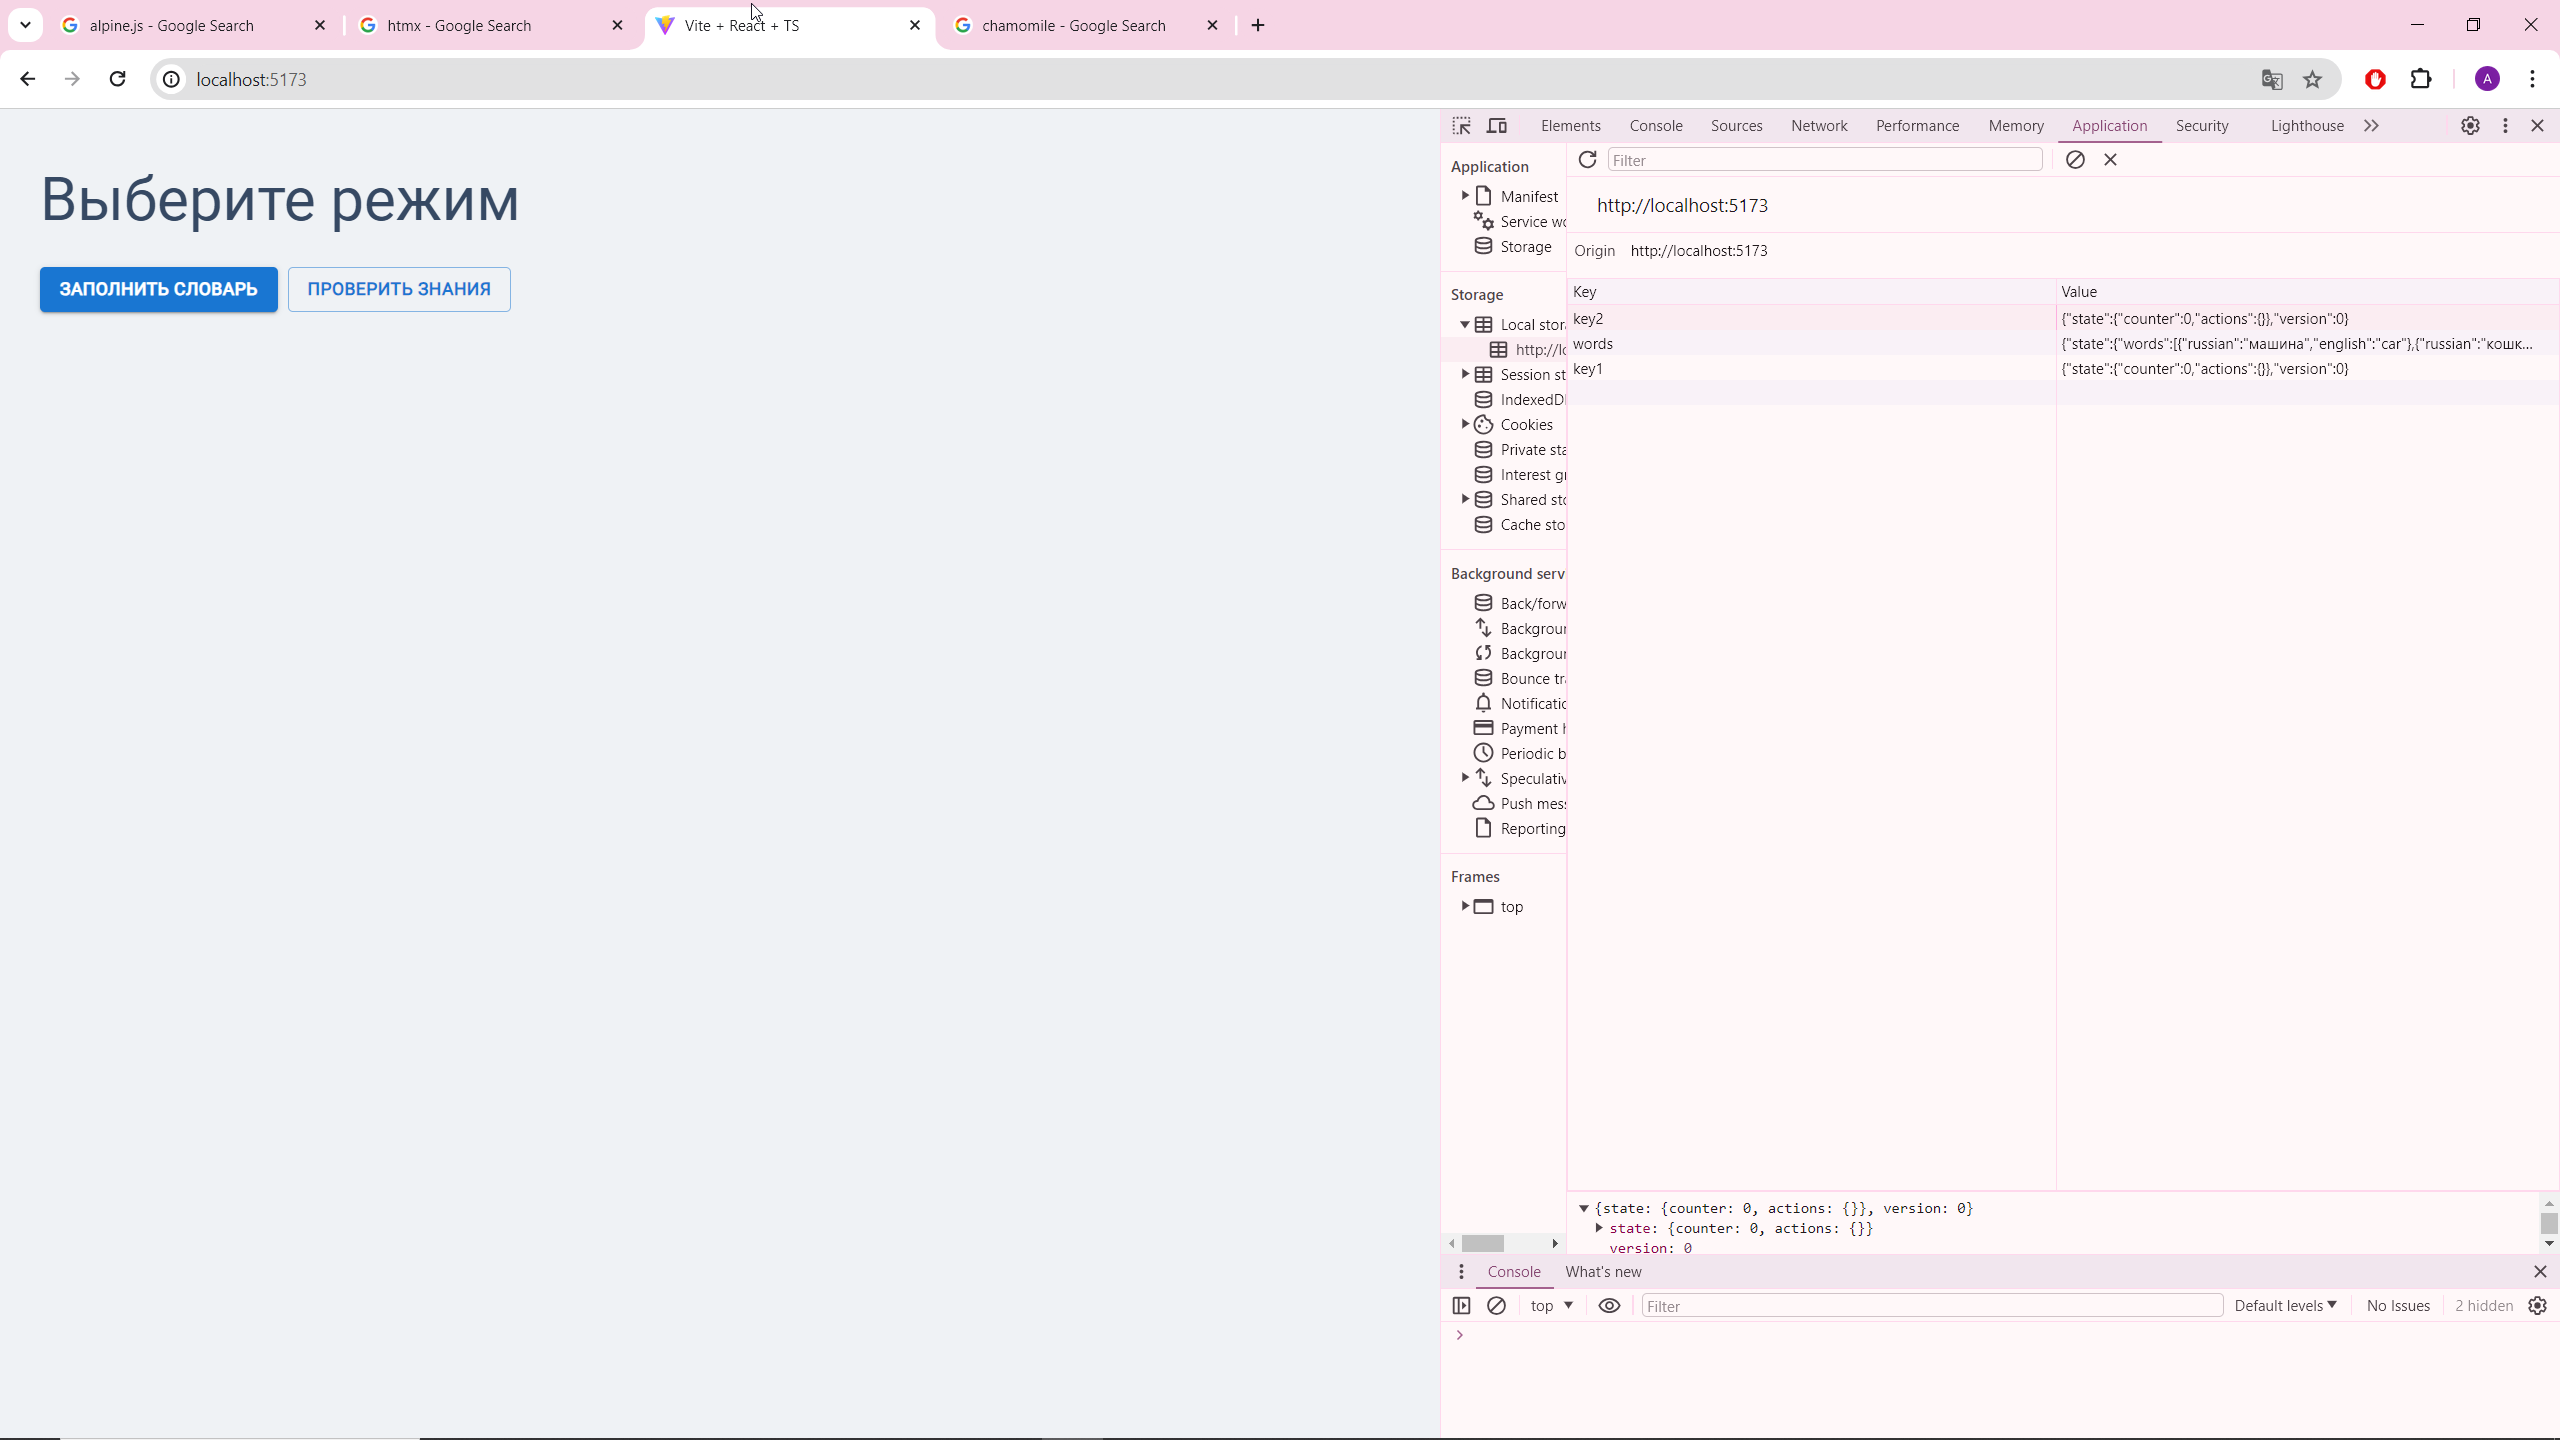 alpine.js - Google Search
htmx - Google Search
Vite + React + TS
chamomile - Google Search
localhost:5173
A
Выберите режим
ЗАПОЛНИТЬ СЛОВАРЬ
ПРОВЕРИТЬ ЗНАНИЯ
Elements
Console
Sources
Network
Performance
Memory
Application
Security
Lighthouse
Application
Manifest
Service wo
Storage
Storage
Local stor
http://lo
Session st
IndexedD
Cookies
Private sta
Interest gr
Shared sto
Cache sto
Background serv
Back/forw
Backgroun
Backgroun
Bounce tra
Notificatio
Payment h
Periodic b
Speculativ
Push mess
Reporting
Frames
top
Filter
http://localhost:5173
Origin http://localhost:5173
Key Value
key2 {"state":{"counter":0,"actions":{}},"version":0}
words {"state":{"words":[{"russian":"машина","english":"car"},{"russian":"кошк...
key1 {"state":{"counter":0,"actions":{}},"version":0}
{state: {counter: 0, actions: {}}, version: 0}
state: {counter: 0, actions: {}}
version: 0
Console
What's new
top
Filter
Default levels
No Issues
2 hidden